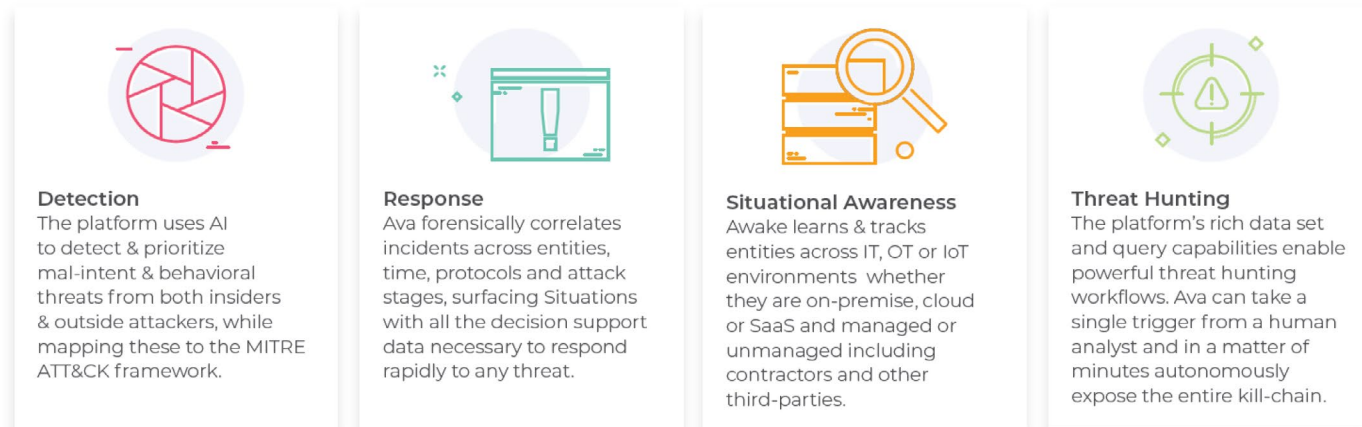 Detection
The platform uses AI
to detect & prioritize
mal-intent & behavioral
threats from both insiders
& outside attackers, while
mapping these to the MITRE
ATT&CK framework.
Response
Ava forensically correlates
incidents across entities,
time, protocols and attack
stages, surfacing Situations
with all the decision support
data necessary to respond
rapidly to any threat.
Situational Awareness
Awake learns & tracks
entities across IT, OT or IoT
environments  whether
they are on-premise, cloud
or SaaS and managed or
unmanaged including
contractors and other
third-parties.
Threat Hunting
The platform’s rich data set
and query capabilities enable
powerful threat hunting
workflows. Ava can take a
single trigger from a human
analyst and in a matter of
minutes autonomously
expose the entire kill-chain.